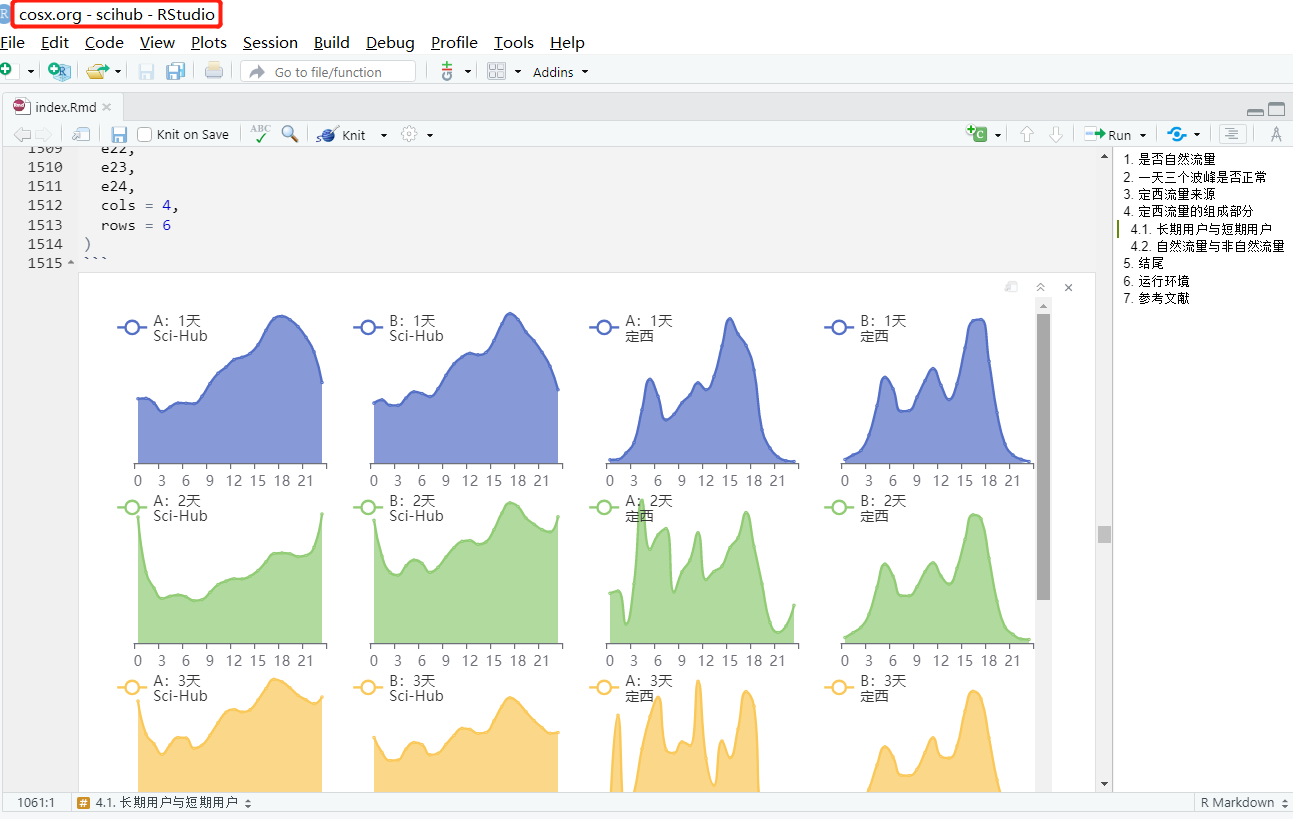 cosx.org - scihub - RStudio
File Edit Code View Plots Session Build Debug Profile Tools Help
Go to file/function Addins
index.Rmd
Knit on Save ABC Knit Run
1509 e22,
1510 e23,
1511 e24,
1512 cols = 4,
1513 rows = 6
1514 )
1515 ```
1. 是否自然流量
2. 一天三个波峰是否正常
3. 定西流量来源
4. 定西流量的组成部分
4.1. 长期用户与短期用户
4.2. 自然流量与非自然流量
5. 结尾
6. 运行环境
7. 参考文献
A：1天
Sci-Hub
B：1天
Sci-Hub
A：1天
定西
B：1天
定西
0 3 6 9 12 15 18 21
0 3 6 9 12 15 18 21
0 3 6 9 12 15 18 21
0 3 6 9 12 15 18 21
A：2天
Sci-Hub
B：2天
Sci-Hub
A：2天
定西
B：2天
定西
0 3 6 9 12 15 18 21
0 3 6 9 12 15 18 21
0 3 6 9 12 15 18 21
0 3 6 9 12 15 18 21
A：3天
Sci-Hub
B：3天
Sci-Hub
A：3天
定西
B：3天
定西
1061:1 # 4.1. 长期用户与短期用户 R Markdown